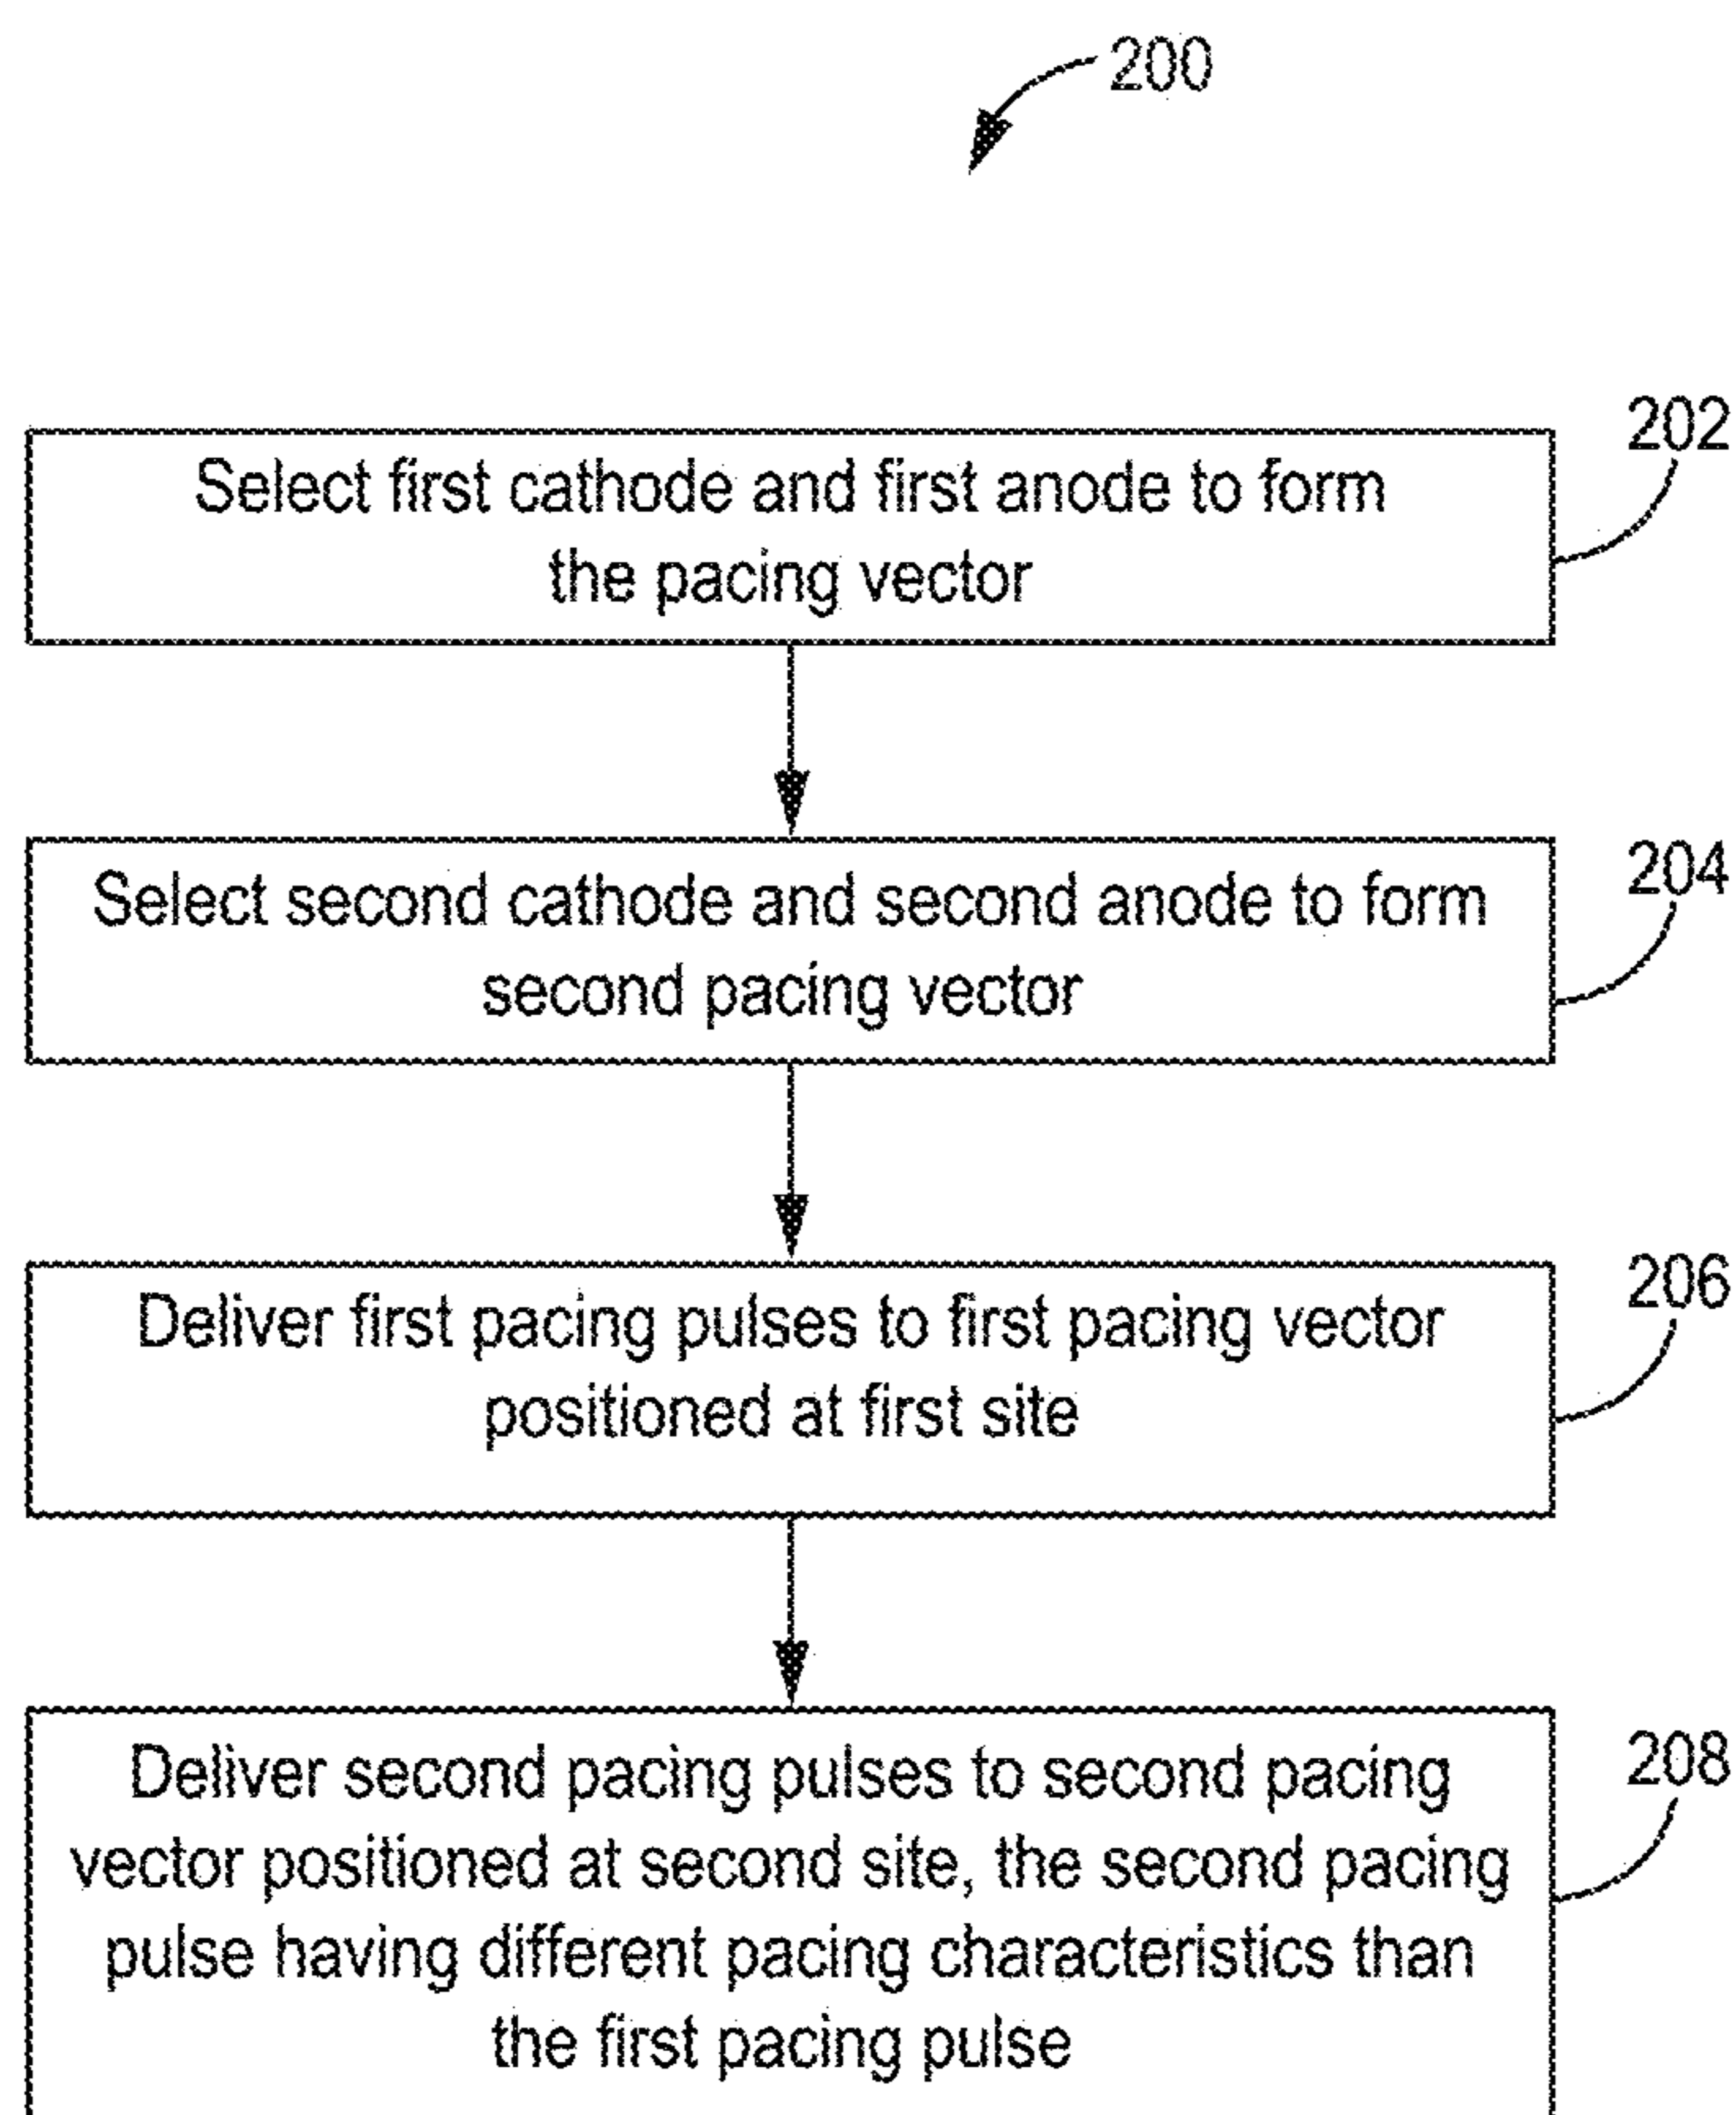 200
202
Select first cathode and first anode to form
the pacing vector
204
Select second cathode and second anode to form
second pacing vector
206
Deliver first pacing pulses to first pacing vector
positioned at first site
208
Deliver second pacing pulses to second pacing
vector positioned at second site, the second pacing
pulse having different pacing characteristics than
the first pacing pulse